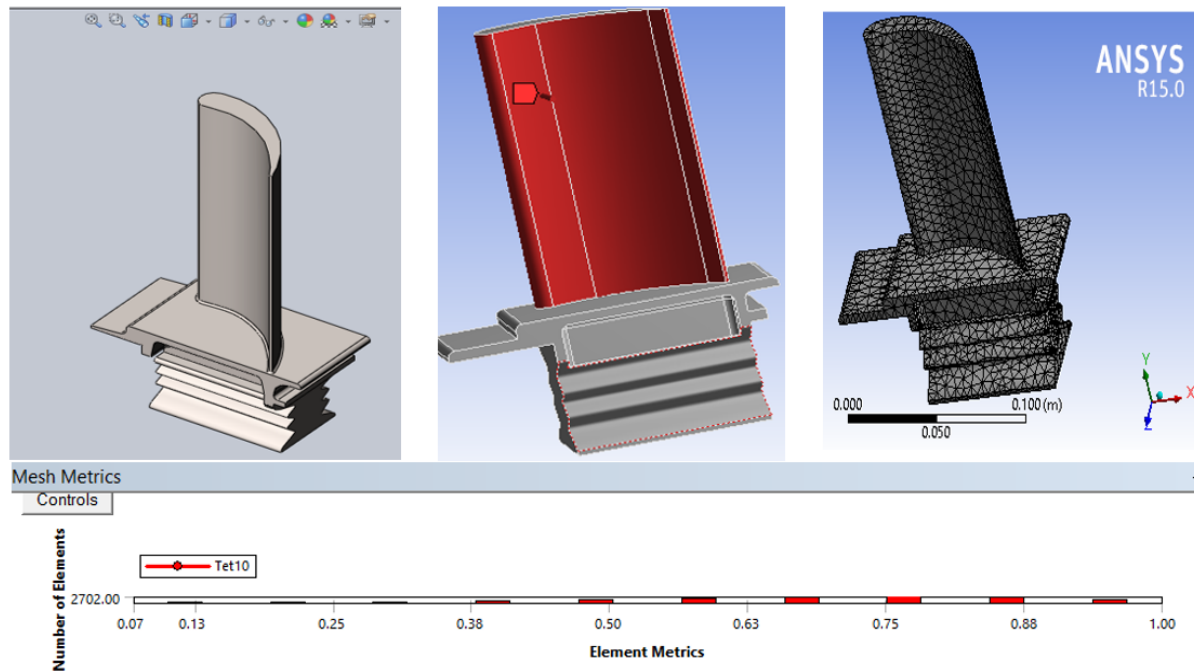 ANSYS
R15.0
Y
X
Z
0.000
0.100 (m)
0.050
Mesh Metrics
Controls
Number of Elements
2702.00
Tet10
0.07
0.13
0.25
0.38
0.50
0.63
0.75
0.88
1.00
Element Metrics